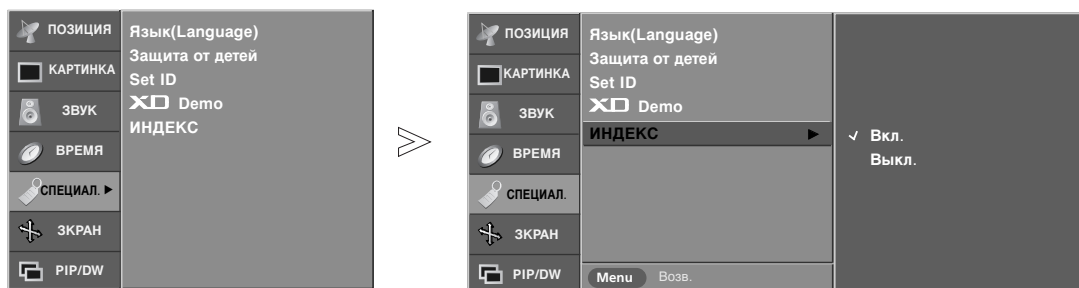 ПОЗИЦИЯ
КАРТИНКА
ЗВУК
ВРЕМЯ
СПЕЦИАЛ. ►
ЗКРАН
PIP/DW
Язык(Language)
Защита от детей
Set ID
XD Demo
ИНДЕКС
ПОЗИЦИЯ
КАРТИНКА
ЗВУК
ВРЕМЯ
СПЕЦИАЛ.
ЗКРАН
PIP/DW
Язык(Language)
Защита от детей
Set ID
XD Demo
ИНДЕКС ►
Menu Возв.
✓ Вкл.
Выкл.